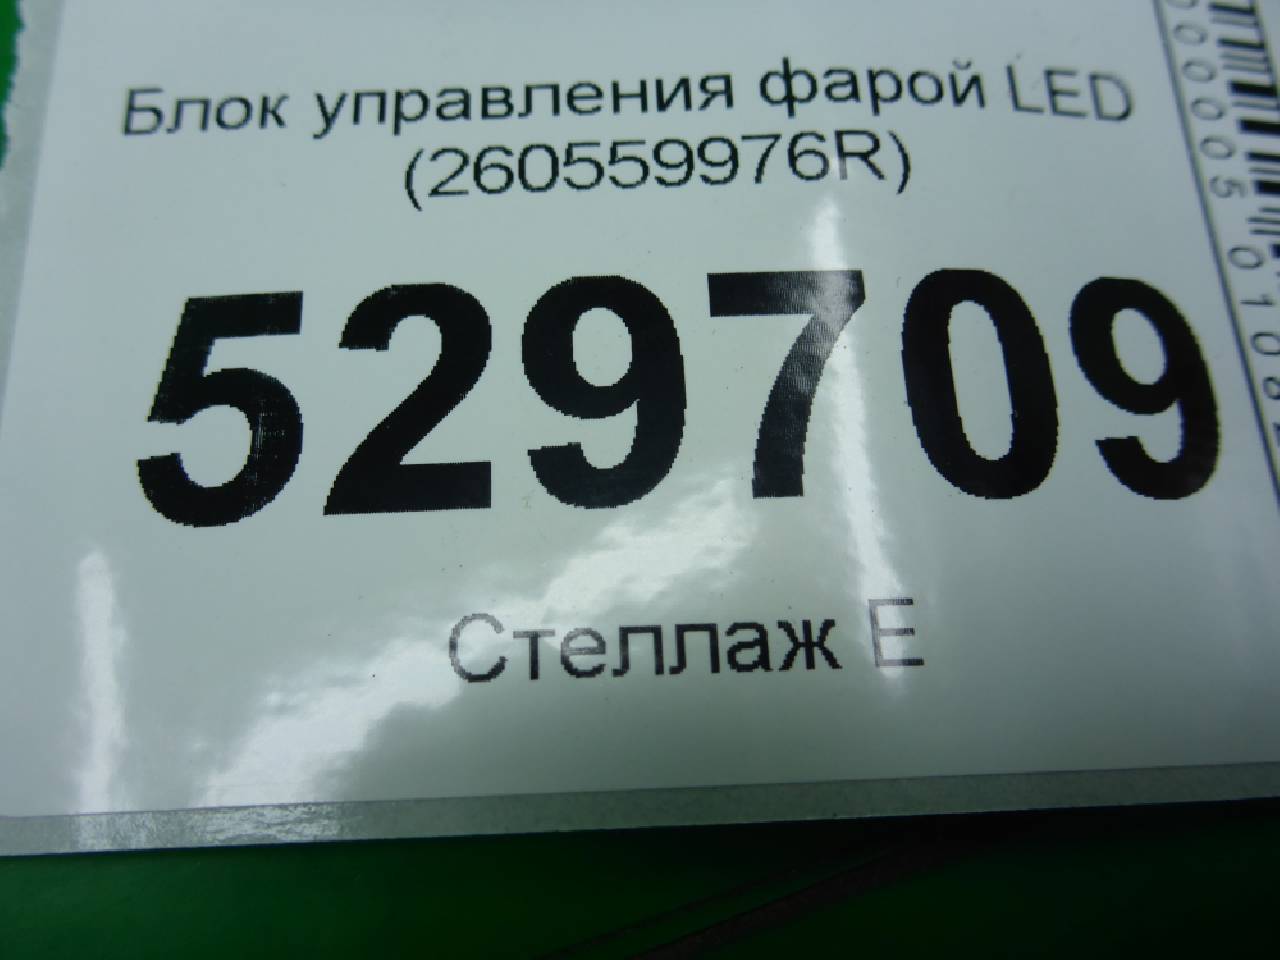 Блок управления фарой LED
(260559976R)
529709
Стеллаж E